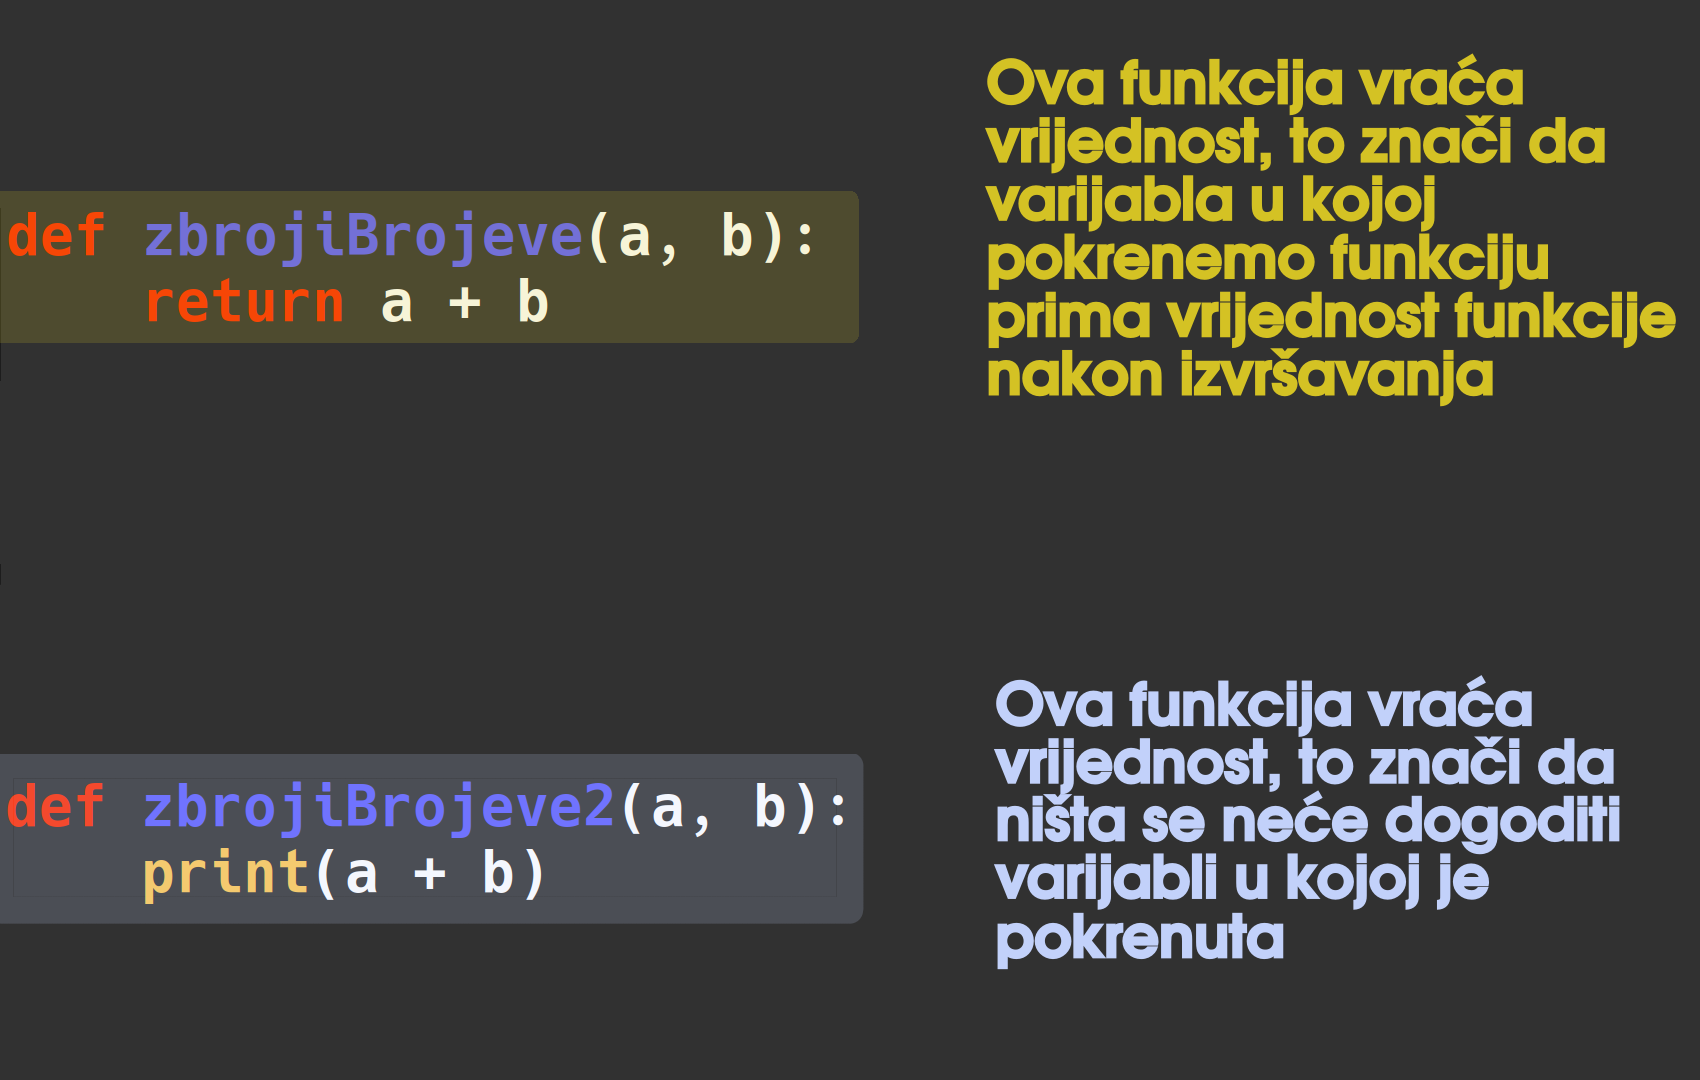 def zbrojiBrojeve(a, b):
    return a + b
Ova funkcija vraća
vrijednost, to znači da
varijabla u kojoj
pokrenemo funkciju
prima vrijednost funkcije
nakon izvršavanja
def zbrojiBrojeve2(a, b):
    print(a + b)
Ova funkcija vraća
vrijednost, to znači da
ništa se neće dogoditi
varijabli u kojoj je
pokrenuta